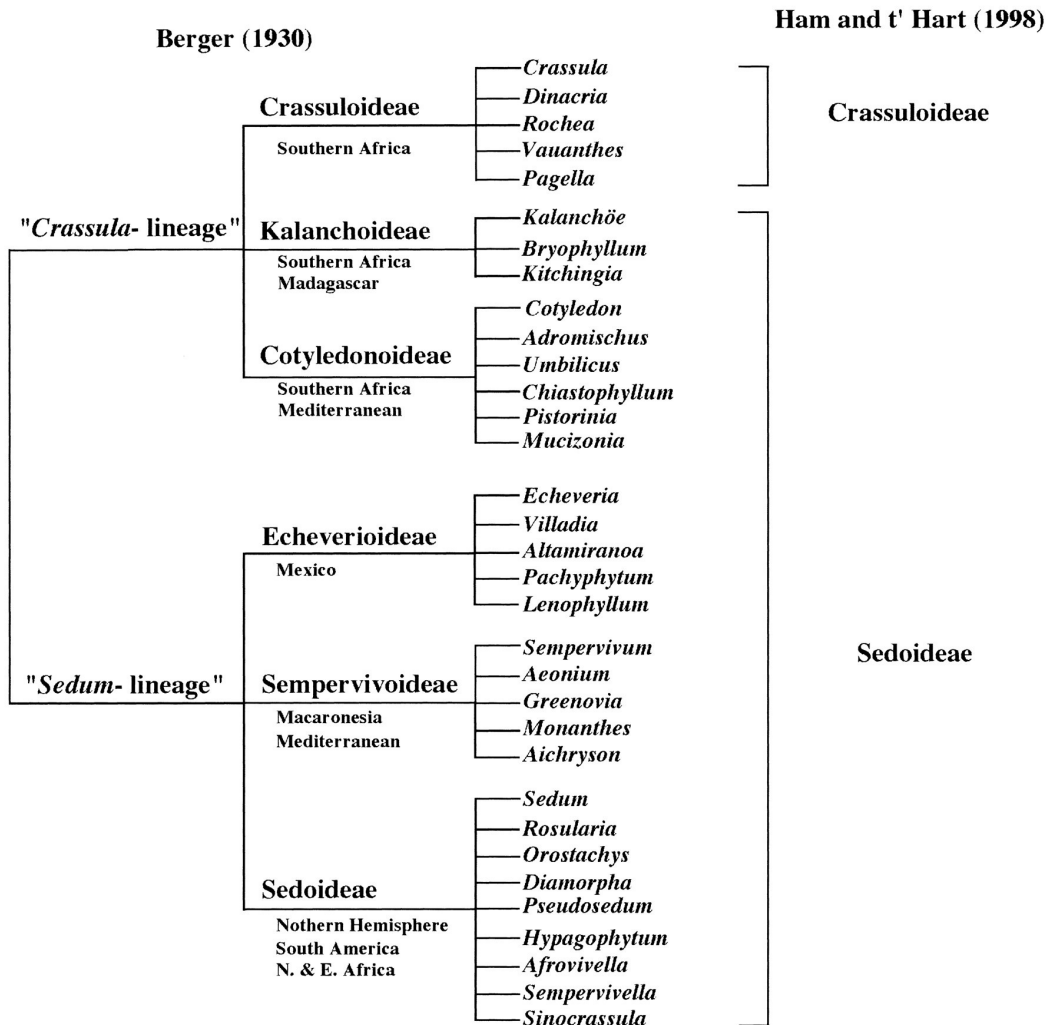 Berger (1930)
Ham and t' Hart (1998)
"Crassula- lineage"
Crassuloideae
Southern Africa
Crassula
Dinacria
Rochea
Vauanthes
Pagella
Crassuloideae
Kalanchoideae
Southern Africa
Madagascar
Kalanchöe
Bryophyllum
Kitchingia
Cotyledonoideae
Southern Africa
Mediterranean
Cotyledon
Adromischus
Umbilicus
Chiastophyllum
Pistorinia
Mucizonia
"Sedum- lineage"
Echeverioideae
Mexico
Echeveria
Villadia
Altamiranoa
Pachyphytum
Lenophyllum
Sempervivoideae
Macaronesia
Mediterranean
Sempervivum
Aeonium
Greenovia
Monanthes
Aichryson
Sedoideae
Nothern Hemisphere
South America
N. & E. Africa
Sedum
Rosularia
Orostachys
Diamorpha
Pseudosedum
Hypagophytum
Afrovivella
Sempervivella
Sinocrassula
Sedoideae